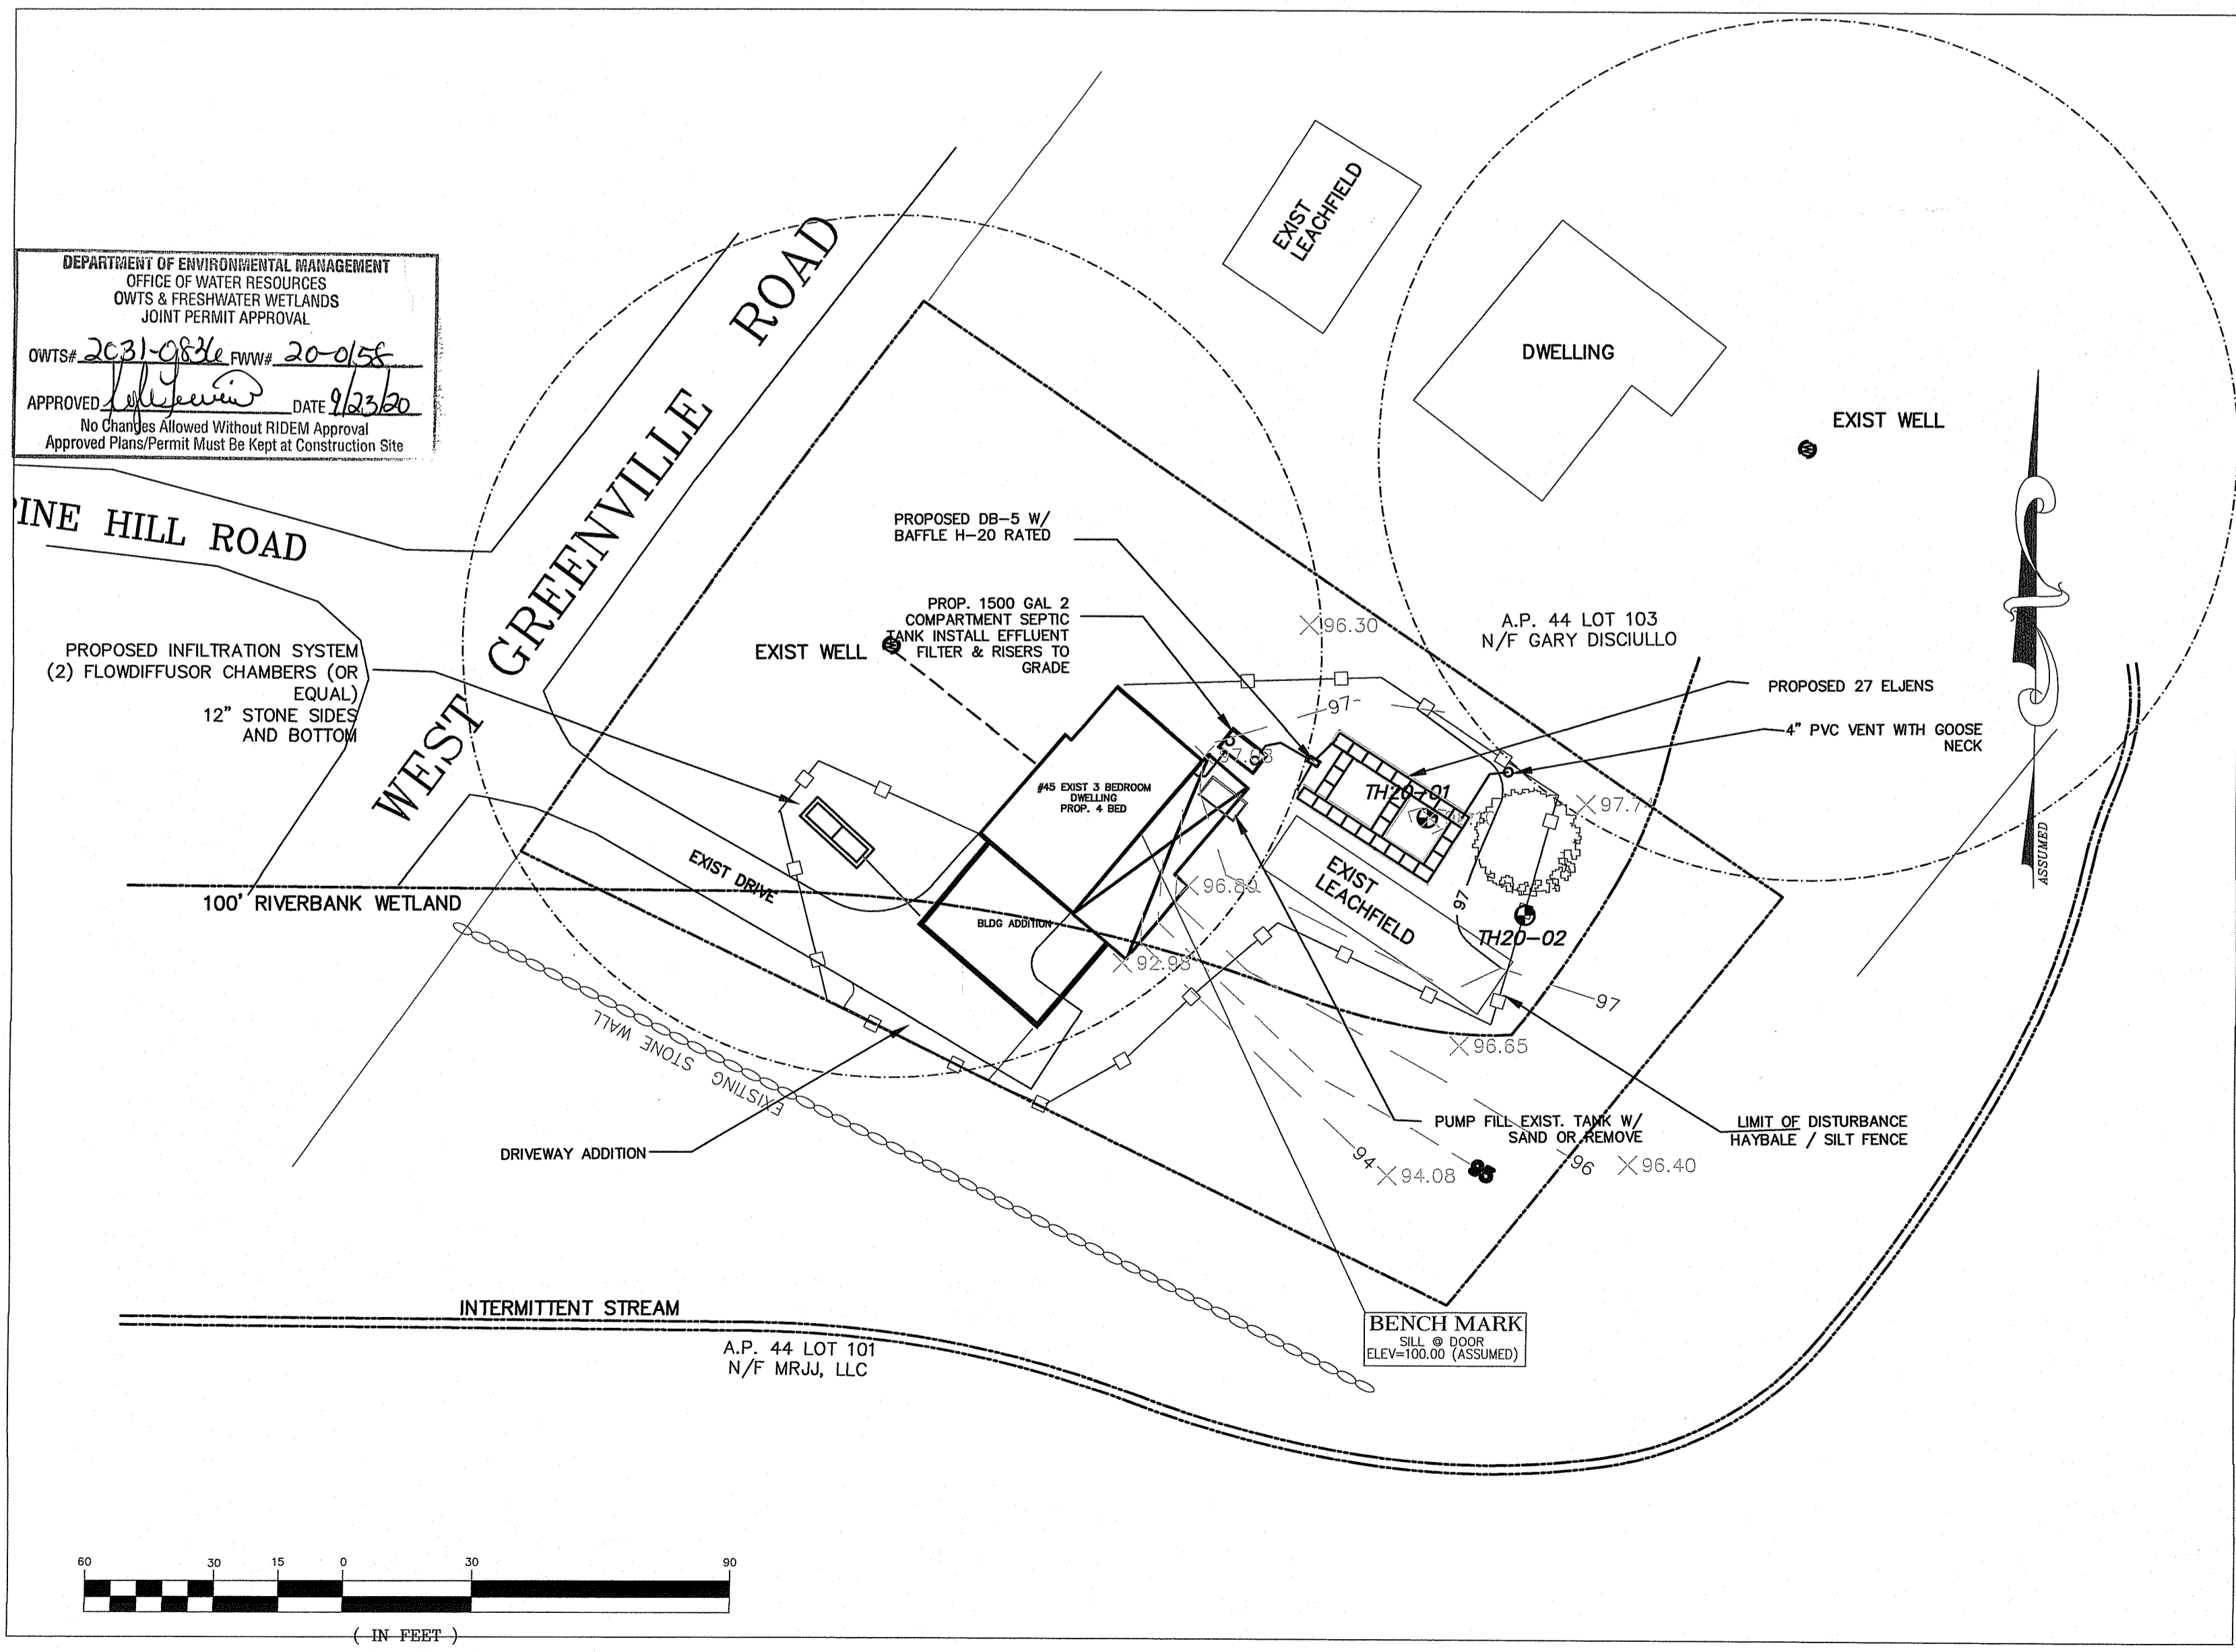 DEPARTMENT OF ENVIRONMENTAL MANAGEMENT
OFFICE OF WATER RESOURCES
OWTS & FRESHWATER WETLANDS
JOINT PERMIT APPROVAL
OWTS# FWW# 20-0158
APPROVED DATE 9/23/20
No Changes Allowed Without RIDEM Approval
Approved Plans/Permit Must Be Kept at Construction Site
PINE HILL ROAD
WEST GREENVILLE ROAD
EXIST
LEACHFIELD
DWELLING
EXIST WELL
W
A.P. 44 LOT 103
N/F GARY DISCIULLO
PROPOSED DB-5 W/
BAFFLE H-20 RATED
PROP. 1500 GAL 2
COMPARTMENT SEPTIC
TANK INSTALL EFFLUENT
FILTER & RISERS TO
GRADE
EXIST WELL
W
PROPOSED INFILTRATION SYSTEM
(2) FLOWDIFFUSOR CHAMBERS (OR
EQUAL)
12" STONE SIDES
AND BOTTOM
96.30
97
PROPOSED 27 ELJENS
4" PVC VENT WITH GOOSE
NECK
#45 EXIST 3 BEDROOM
DWELLING
PROP. 4 BED
TH20-01
EXIST DRIVE
100' RIVERBANK WETLAND
BLDG ADDITION
96.80
92.98
EXIST
LEACHFIELD
97
TH20-02
97
96.65
ASSUMED
EXISTING STONE WALL
DRIVEWAY ADDITION
PUMP FILL EXIST. TANK W/
SAND OR REMOVE
LIMIT OF DISTURBANCE
HAYBALE / SILT FENCE
94
94.08
95
96
96.40
INTERMITTENT STREAM
A.P. 44 LOT 101
N/F MRJJ, LLC
BENCH MARK
SILL @ DOOR
ELEV=100.00 (ASSUMED)
60 30 15 0 30 90
( IN FEET )